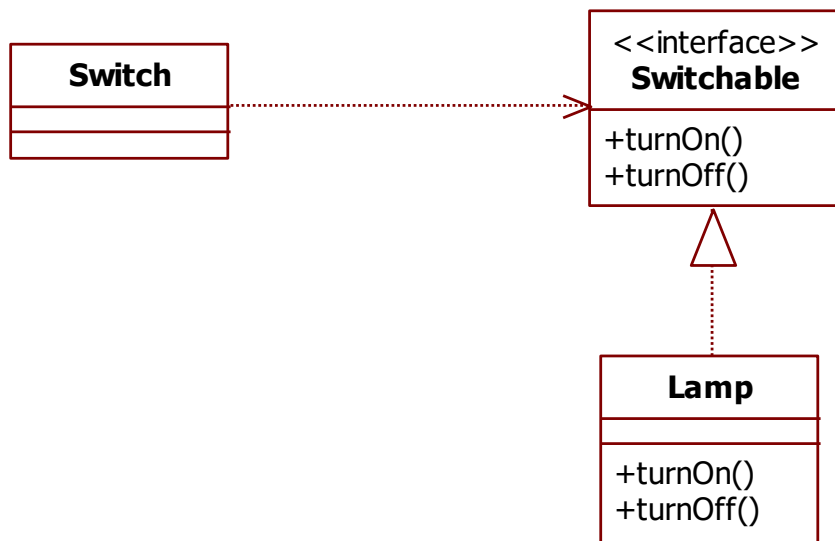 Switch
<<interface>>
Switchable
+turnOn()
+turnOff()
Lamp
+turnOn()
+turnOff()